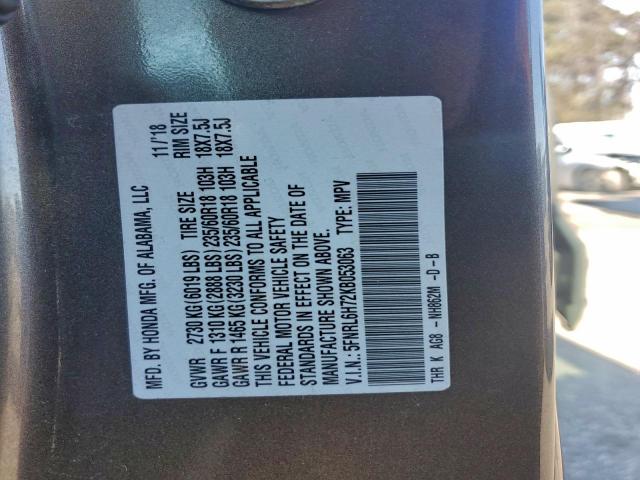 MFD. BY HONDA MFG. OF ALABAMA, LLC 11/'18
GVWR 2730 KG (6019 LBS) TIRE SIZE RIM SIZE
GAWR F 1310 KG (2888 LBS) 235/60R18 103H 18X7.5J
GAWR R 1465 KG (3230 LBS) 235/60R18 103H 18X7.5J
THIS VEHICLE CONFORMS TO ALL APPLICABLE
FEDERAL MOTOR VEHICLE SAFETY
STANDARDS IN EFFECT ON THE DATE OF
MANUFACTURE SHOWN ABOVE.
V.I.N.: 5FNRL6H72KB053063 TYPE: MPV
THR K AG8 - NH862M -D-B